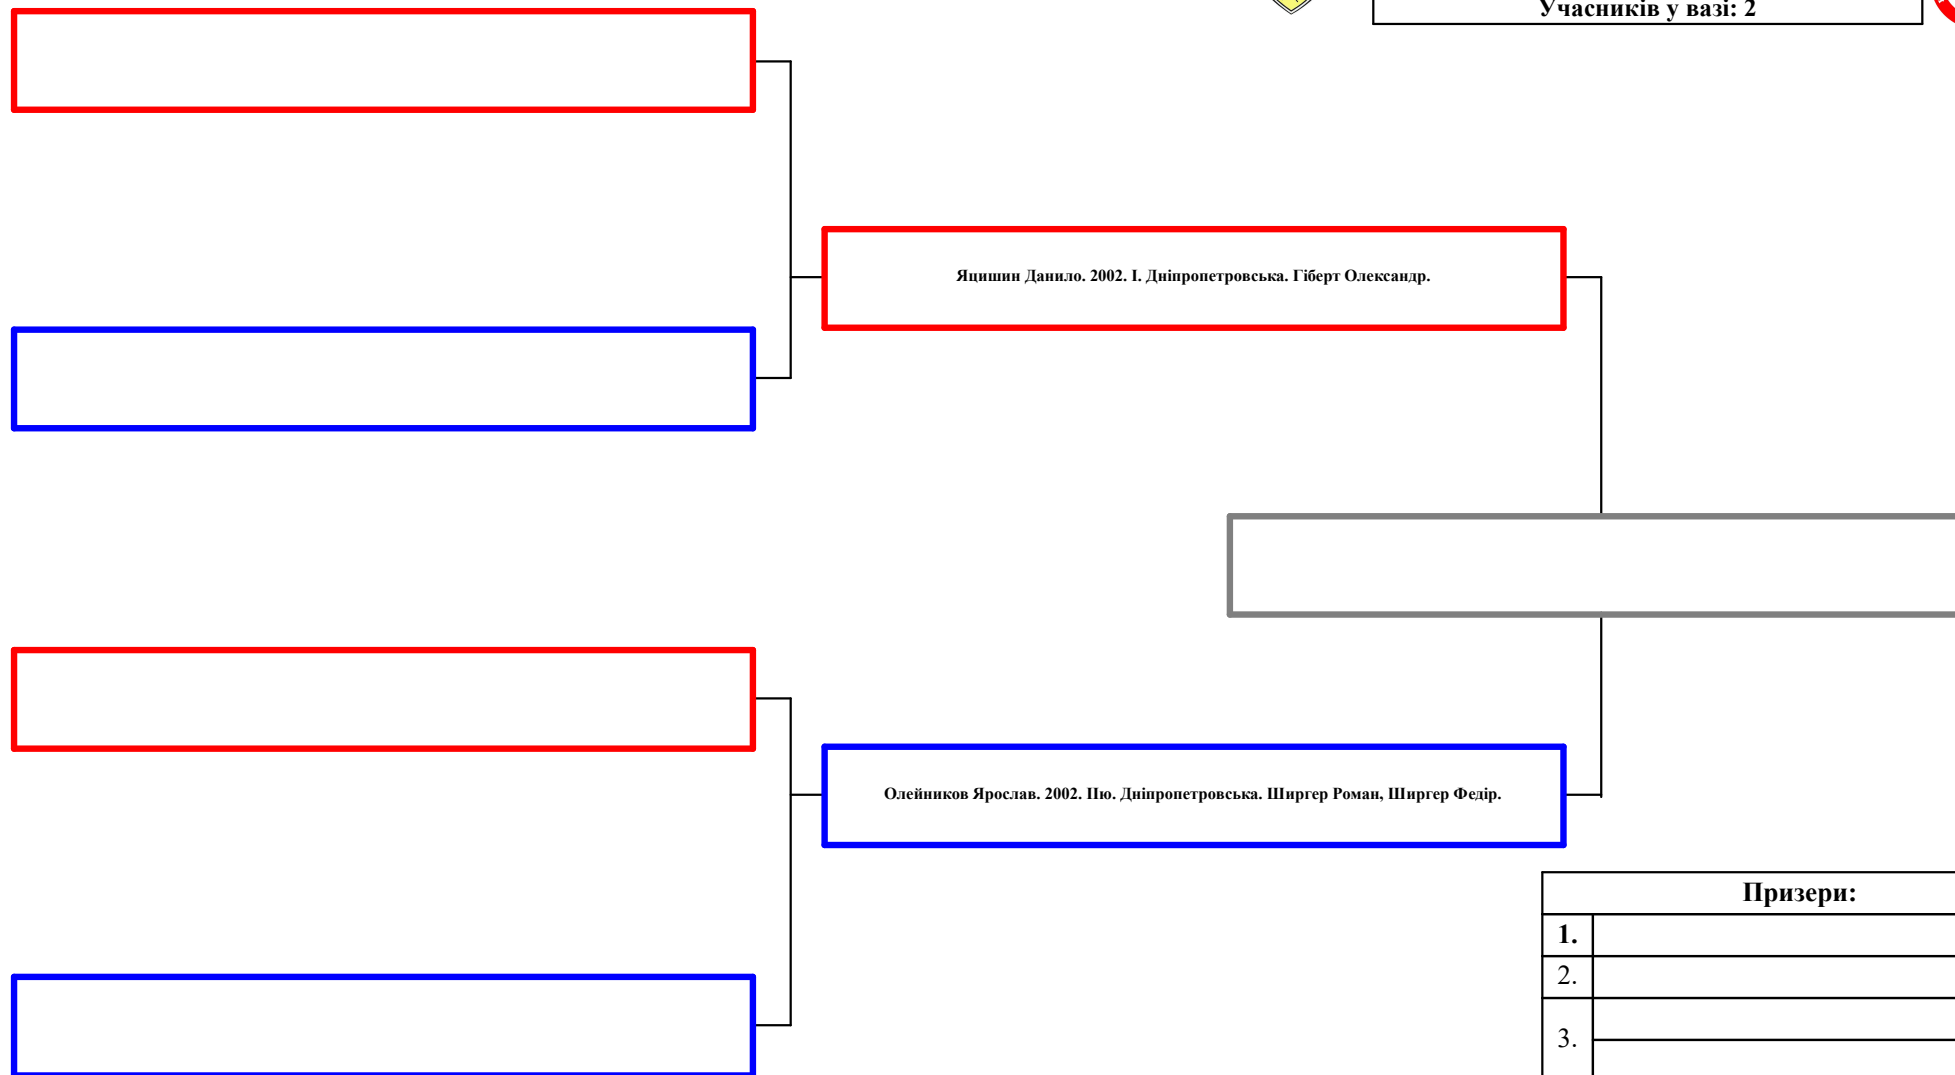 Учасників у вазі: 2
Яцишин Данило. 2002. І. Дніпропетровська. Гіберт Олександр.
Олейников Ярослав. 2002. ІІю. Дніпропетровська. Ширгер Роман, Ширгер Федір.
Призери:
1.
2.
3.